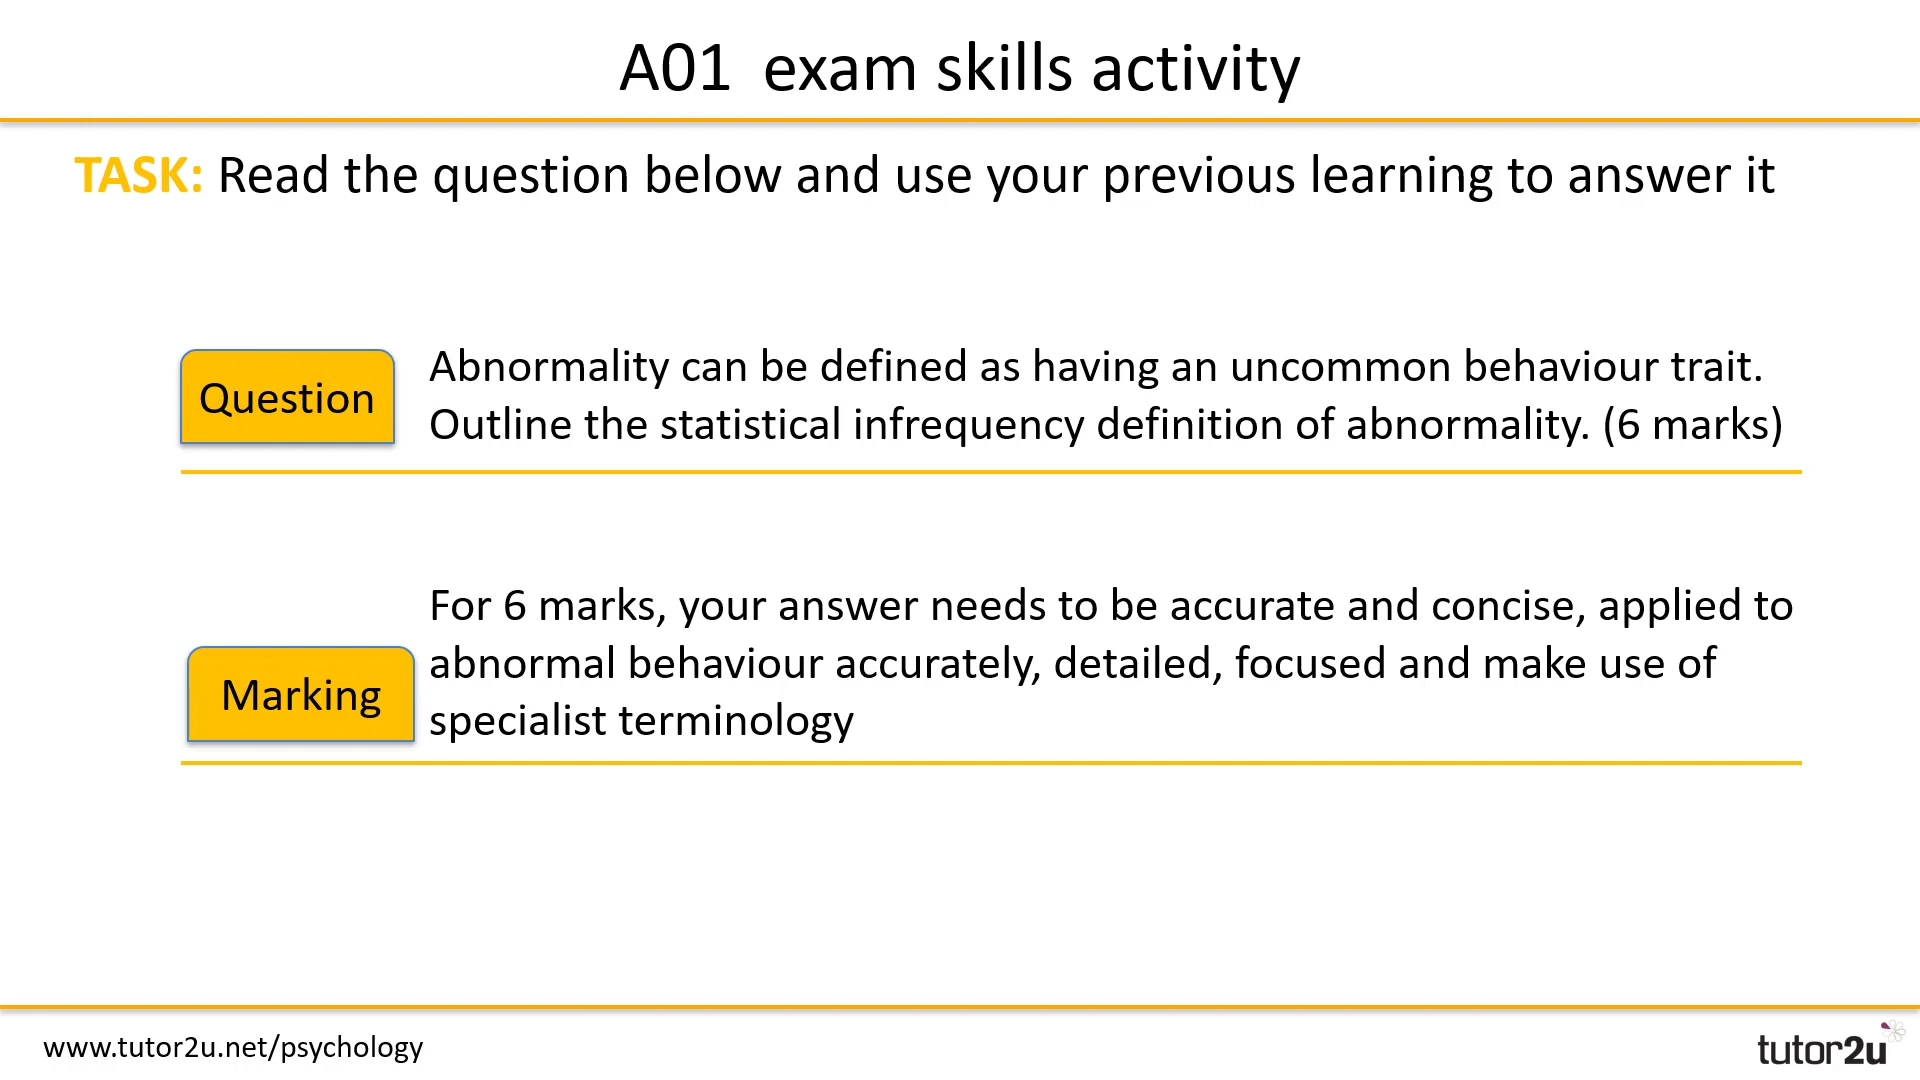 A01  exam skills activity
TASK: Read the question below and use your previous learning to answer it
Question
Abnormality can be defined as having an uncommon behaviour trait.
Outline the statistical infrequency definition of abnormality. (6 marks)
Marking
For 6 marks, your answer needs to be accurate and concise, applied to
abnormal behaviour accurately, detailed, focused and make use of
specialist terminology
www.tutor2u.net/psychology
tutor2u